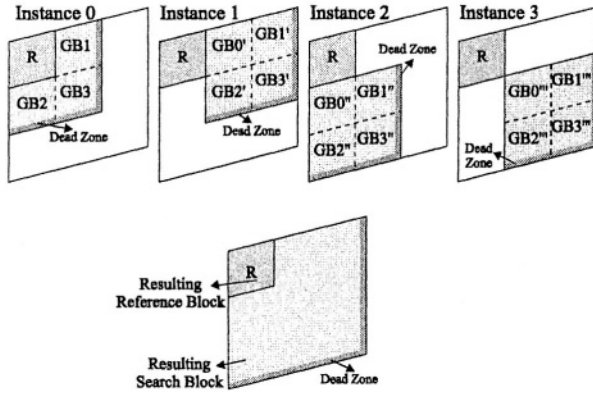 Instance 0
Instance 1
Instance 2
Instance 3
R
GB1
GB2
GB3
Dead Zone
R
GB0'
GB1'
GB2'
GB3'
Dead Zone
R
Dead Zone
GB0''
GB1''
GB2''
GB3''
R
GB0'''
GB1'''
GB2'''
GB3'''
Dead
Zone
R
Resulting
Reference Block
Resulting
Search Block
Dead Zone